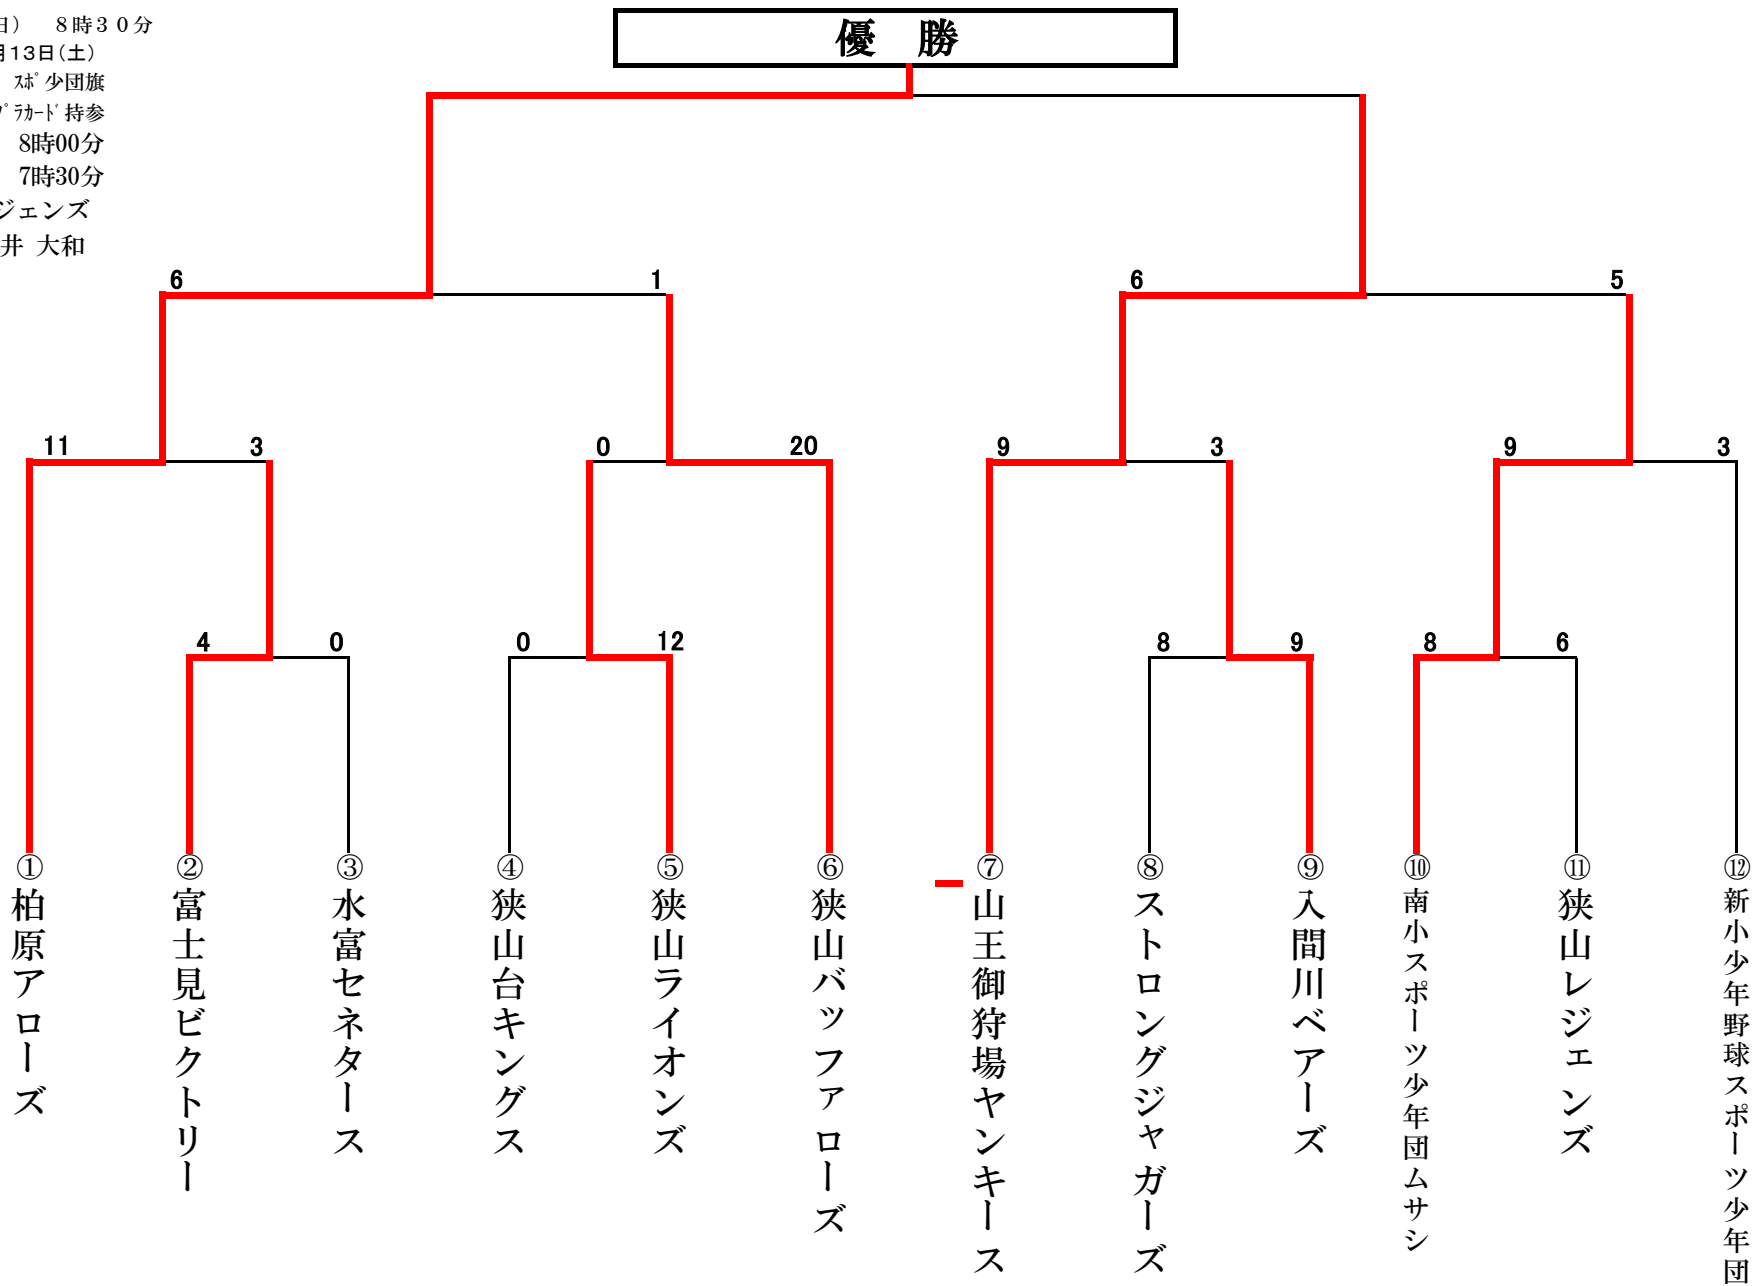 日） ８時３０分
月13日（土）
ｽﾎﾟ少団旗
ﾌﾟﾗｶｰﾄﾞ持参
8時00分
7時30分
ジェンズ
井 大和
優 勝
6 1 6 5
11 3 0 20 9 3 9 3
4 0 0 12 8 9 8 6
①柏原アローズ
②富士見ビクトリー
③水富セネタース
④狭山台キングス
⑤狭山ライオンズ
⑥狭山バッファローズ
⑦山王御狩場ヤンキース
⑧ストロングジャガーズ
⑨入間川ベアーズ
⑩南小スポーツ少年団ムサシ
⑪狭山レジェンズ
⑫新小少年野球スポーツ少年団